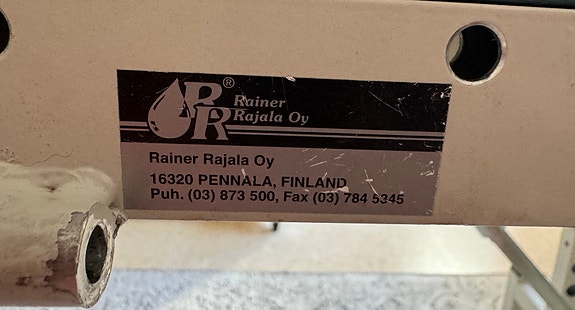 RR®
Rainer
Rajala Oy
Rainer Rajala Oy
16320 PENNALA, FINLAND
Puh. (03) 873 500, Fax (03) 784 5345